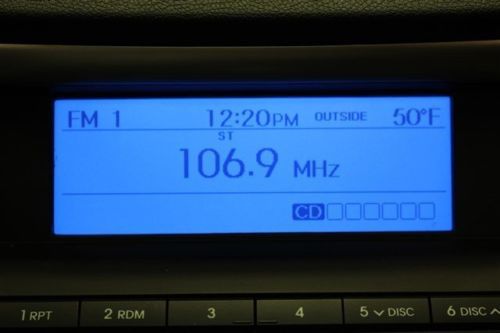 FM 1 12:20PM OUTSIDE 50°F
ST
106.9 MHz
CD
1 RPT 2 RDM 3 4 5 DISC 6 DISC